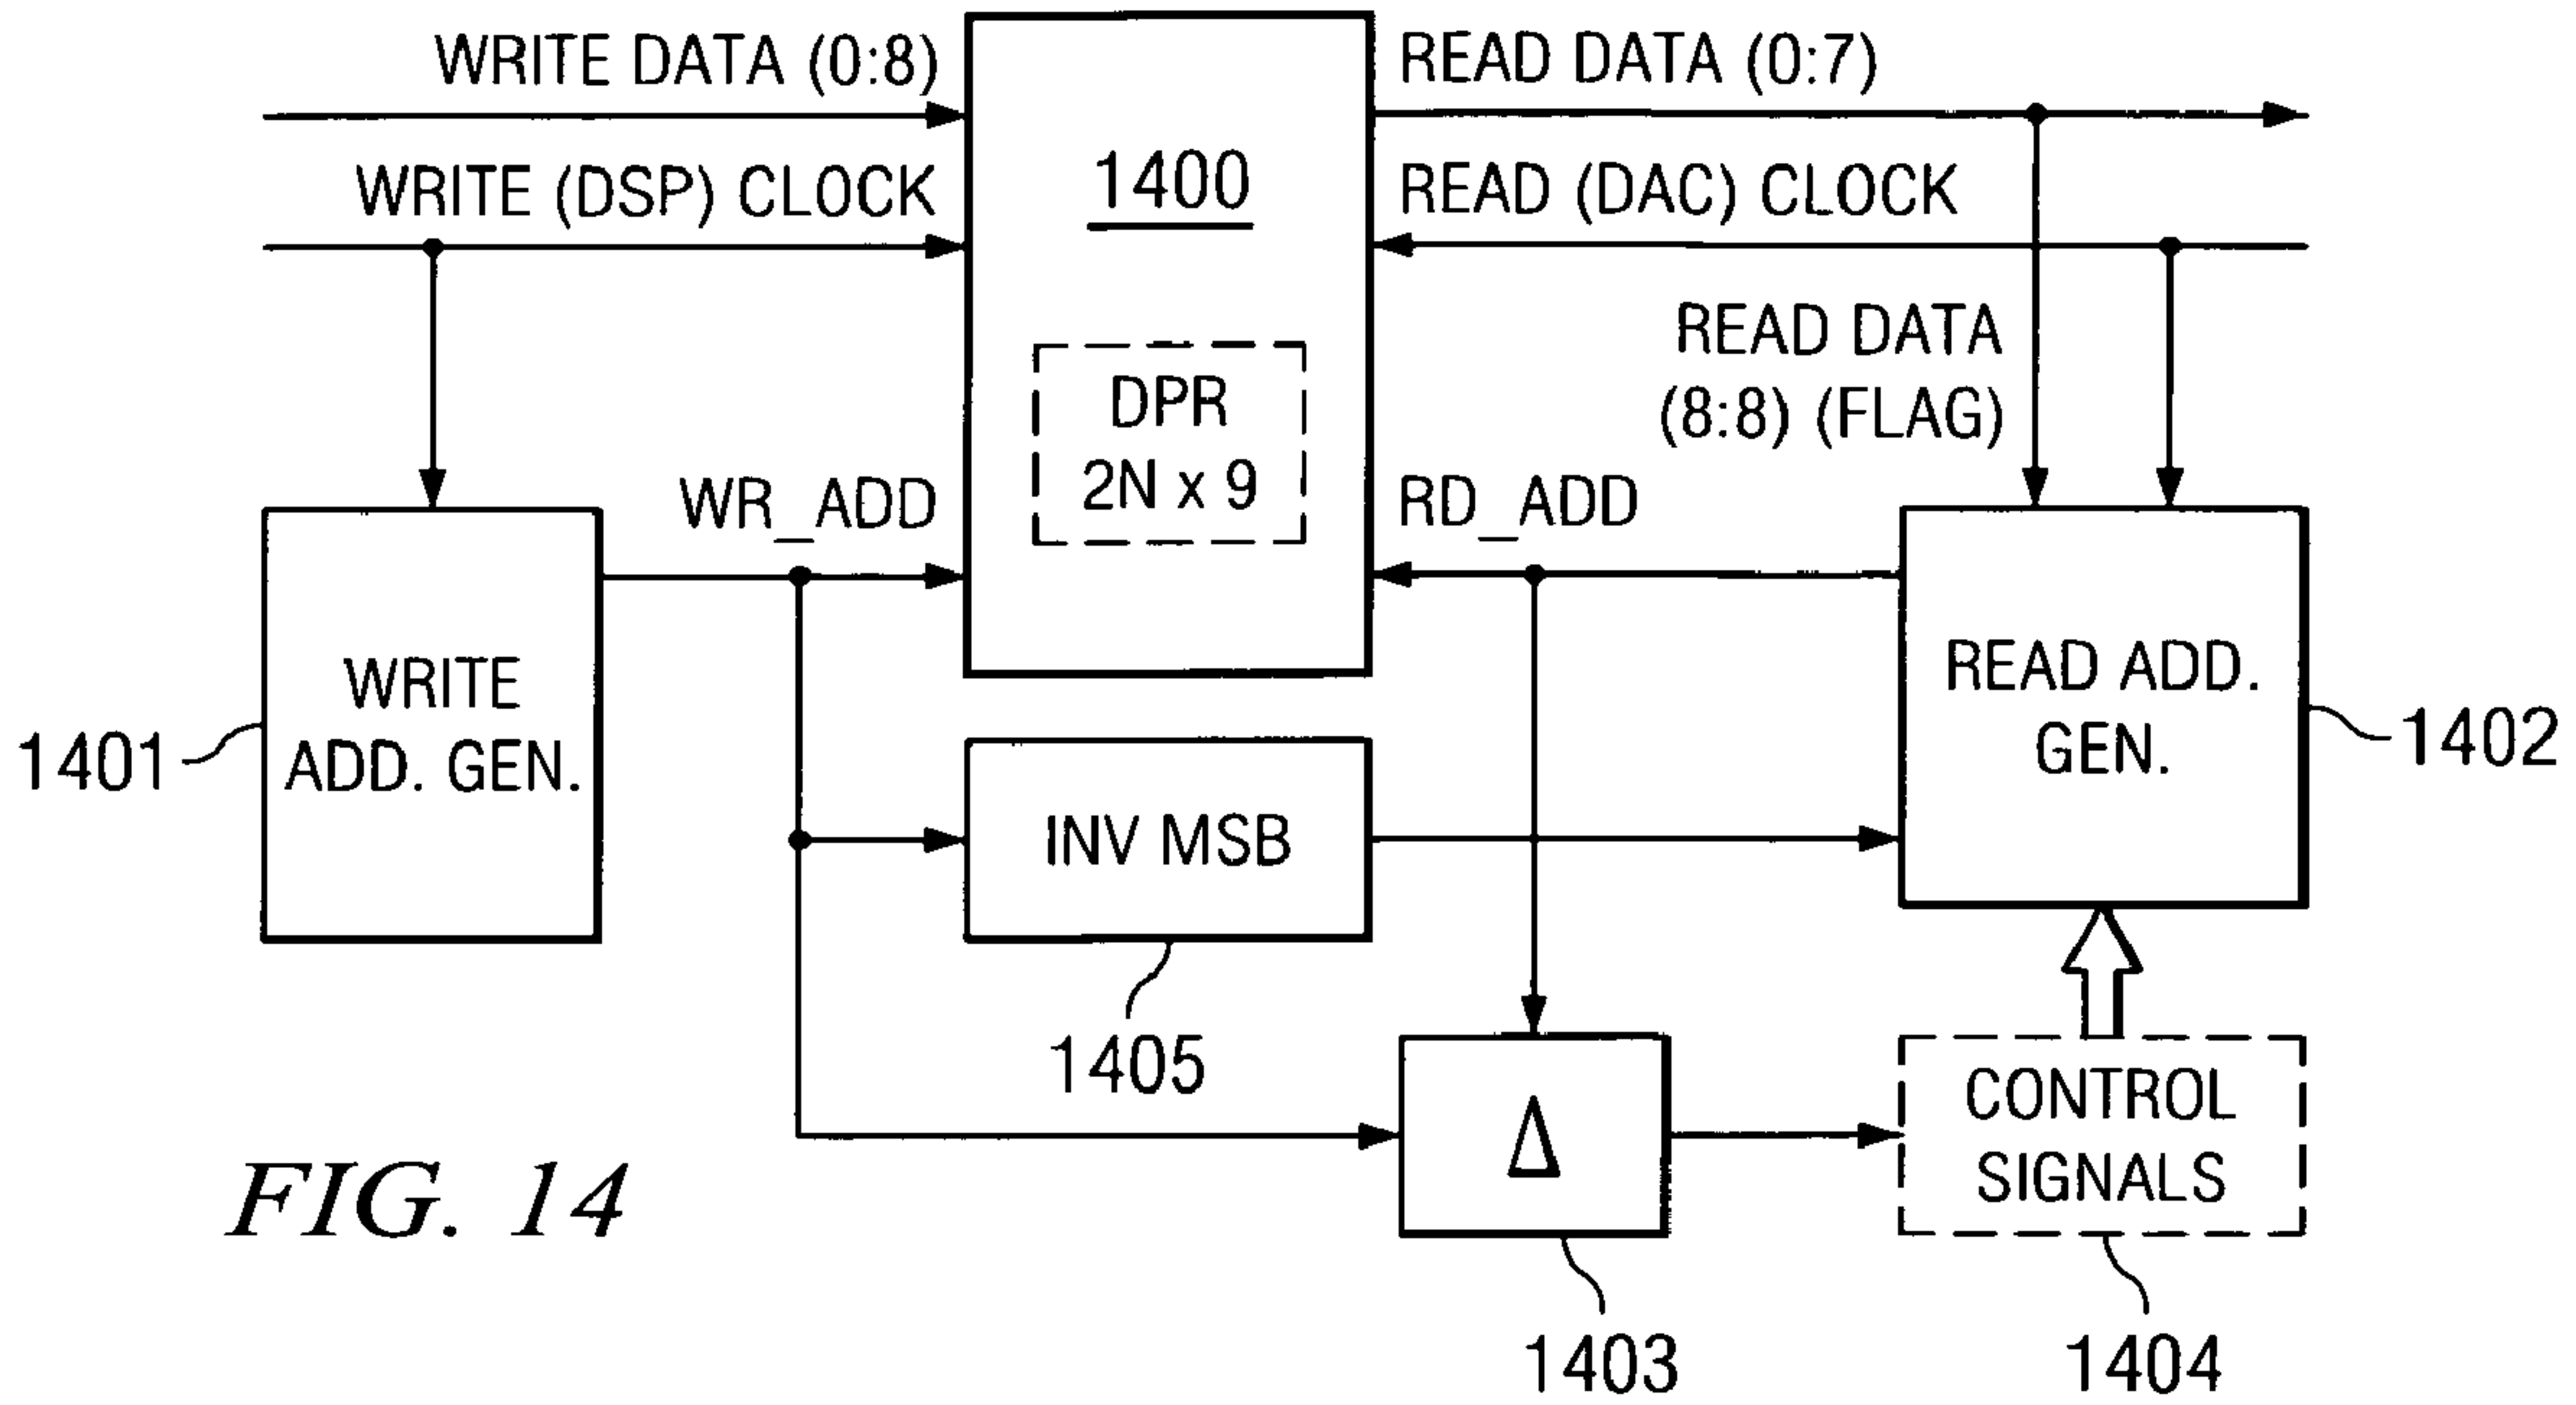 WRITE DATA (0:8)
READ DATA (0:7)
WRITE (DSP) CLOCK
1400
READ (DAC) CLOCK
READ DATA
(8:8) (FLAG)
DPR
2N x 9
WR_ADD
RD_ADD
WRITE
ADD. GEN.
1401
READ ADD.
GEN.
1402
INV MSB
1405
Δ
CONTROL
SIGNALS
FIG. 14
1403
1404